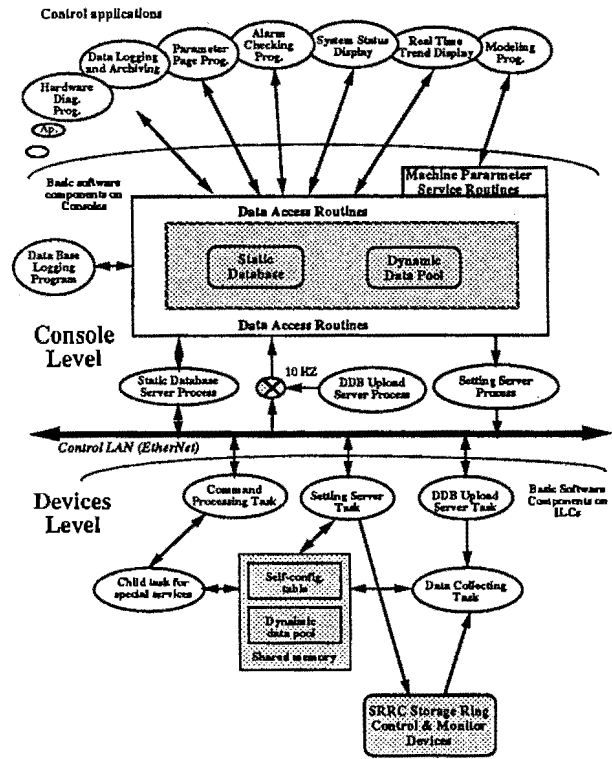 Control applications
Hardware
Diag.
Prog.
Data Logging
and Archiving
Parameter
Page Prog.
Alarm
Checking
Prog.
System Status
Display
Real Time
Trend Display
Modeling
Prog.
Ap.
Basic software
components on
Consoles
Machine Pararmeter
Service Routines
Data Access Routines
Static
Database
Dynamic
Data Pool
Data Base
Logging
Program
Data Access Routines
Console
Level
Static Database
Server Process
10 HZ
DDB Upload
Server Process
Setting Server
Process
Control LAN (EtherNet)
Devices
Level
Command
Processing Task
Setting Server
Task
DDB Upload
Server Task
Basic Software
Components on
ILCs
Child task for
special services
Self-config.
table
Dynaimic
data pool
Shared memory
Data Collecting
Task
SRRC Storage Ring
Control & Monitor
Devices